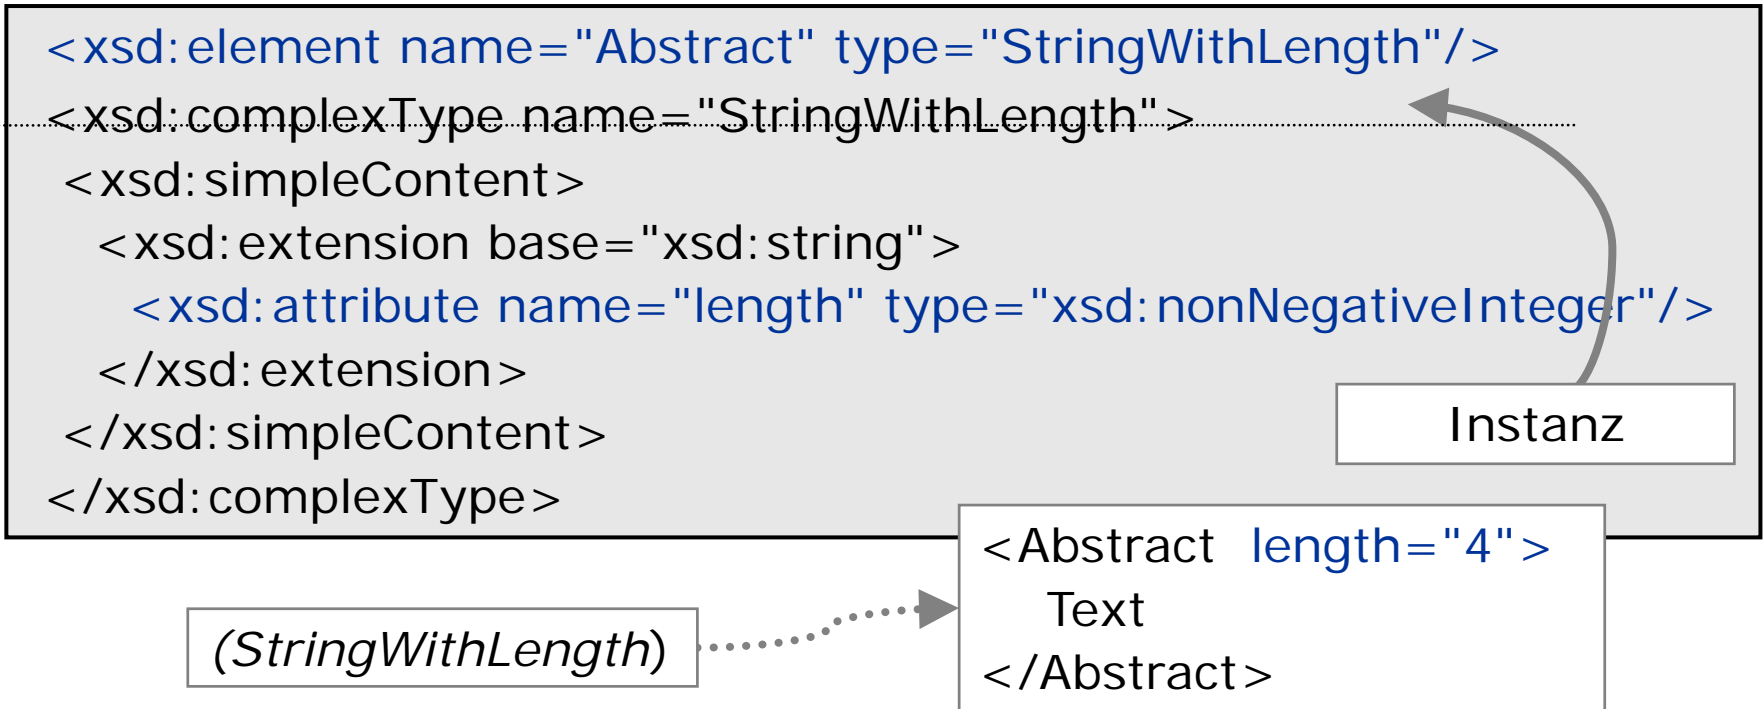 <xsd:element name="Abstract" type="StringWithLength"/>
<xsd:complexType name="StringWithLength">
<xsd:simpleContent>
<xsd:extension base="xsd:string">
<xsd:attribute name="length" type="xsd:nonNegativeInteger"/>
</xsd:extension>
</xsd:simpleContent>
</xsd:complexType>
Instanz
<Abstract length="4">
Text
</Abstract>
(StringWithLength)